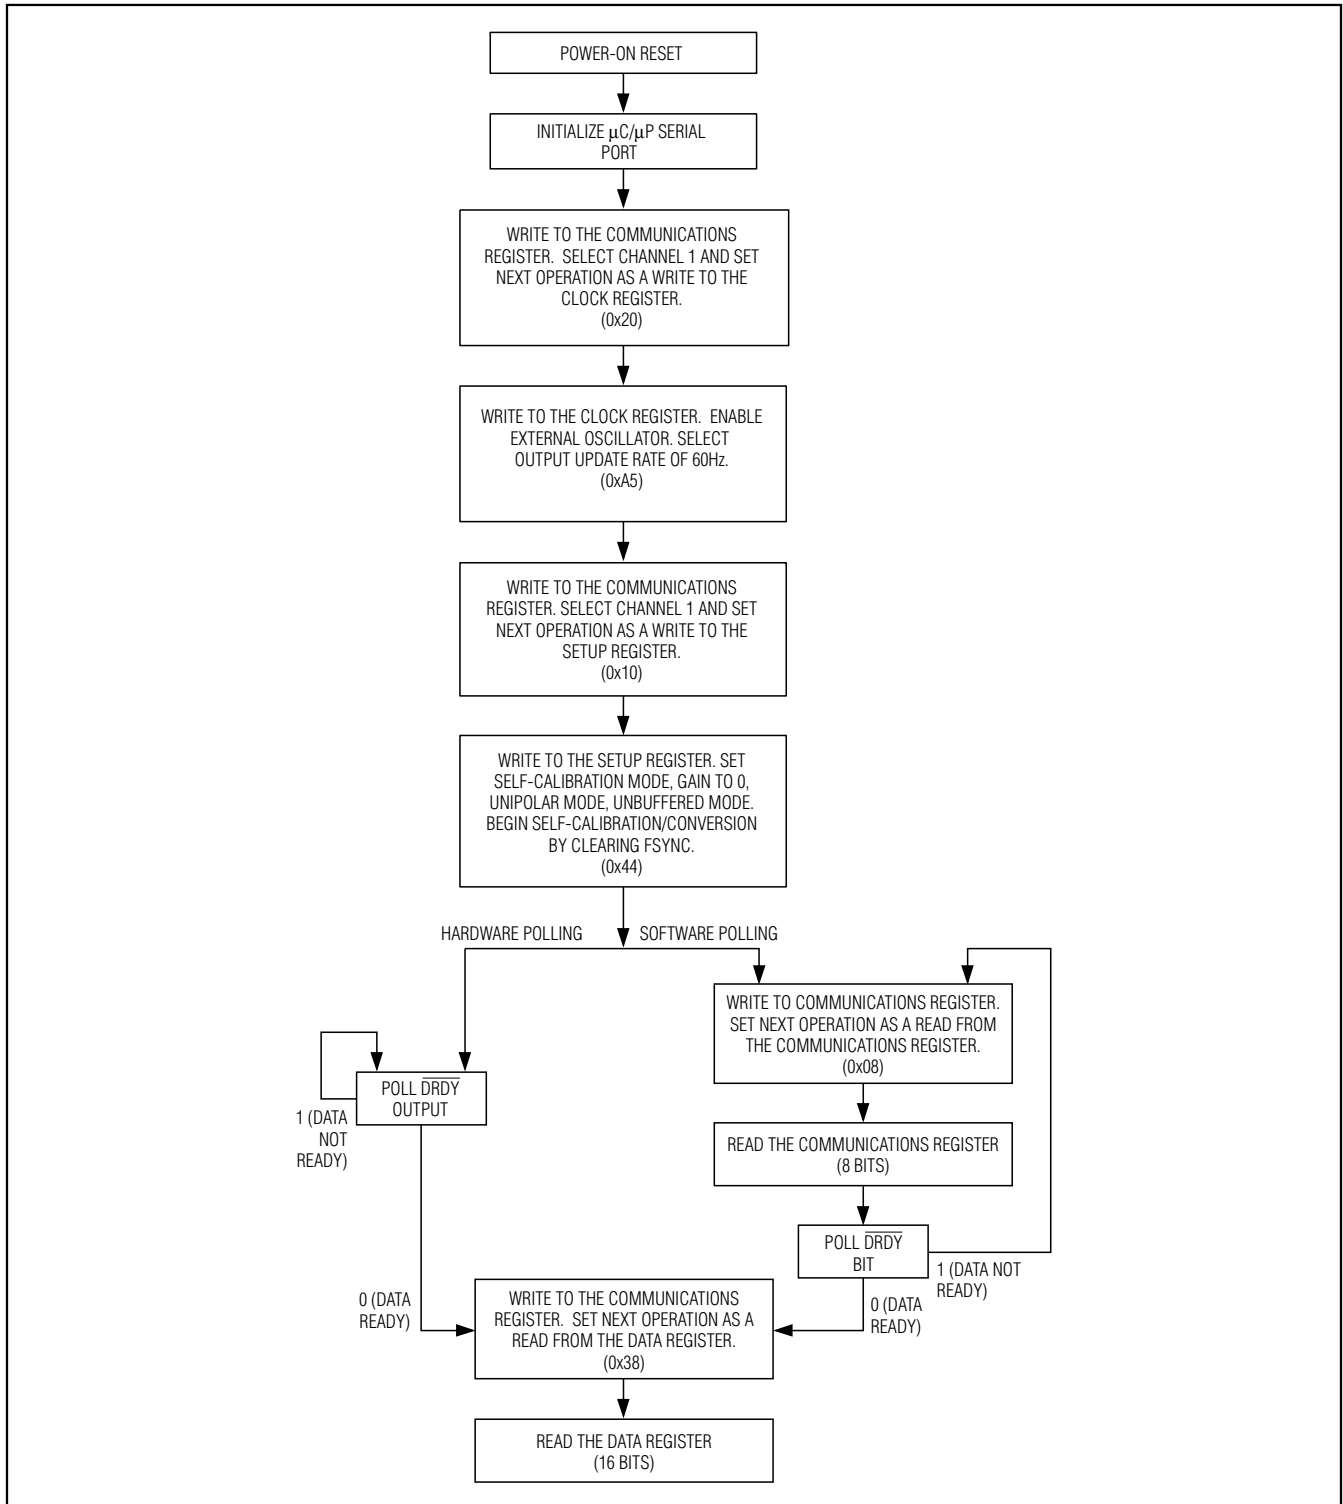 POWER-ON RESET
INITIALIZE μC/μP SERIAL
PORT
WRITE TO THE COMMUNICATIONS
REGISTER. SELECT CHANNEL 1 AND SET
NEXT OPERATION AS A WRITE TO THE
CLOCK REGISTER.
(0x20)
WRITE TO THE CLOCK REGISTER. ENABLE
EXTERNAL OSCILLATOR. SELECT
OUTPUT UPDATE RATE OF 60Hz.
(0xA5)
WRITE TO THE COMMUNICATIONS
REGISTER. SELECT CHANNEL 1 AND SET
NEXT OPERATION AS A WRITE TO THE
SETUP REGISTER.
(0x10)
WRITE TO THE SETUP REGISTER. SET
SELF-CALIBRATION MODE, GAIN TO 0,
UNIPOLAR MODE, UNBUFFERED MODE.
BEGIN SELF-CALIBRATION/CONVERSION
BY CLEARING FSYNC.
(0x44)
HARDWARE POLLING
SOFTWARE POLLING
WRITE TO COMMUNICATIONS REGISTER.
SET NEXT OPERATION AS A READ FROM
THE COMMUNICATIONS REGISTER.
(0x08)
POLL D̅R̅D̅Y̅
OUTPUT
1 (DATA
NOT
READY)
READ THE COMMUNICATIONS REGISTER
(8 BITS)
POLL D̅R̅D̅Y̅
BIT
1 (DATA NOT
READY)
0 (DATA
READY)
0 (DATA
READY)
WRITE TO THE COMMUNICATIONS
REGISTER. SET NEXT OPERATION AS A
READ FROM THE DATA REGISTER.
(0x38)
READ THE DATA REGISTER
(16 BITS)